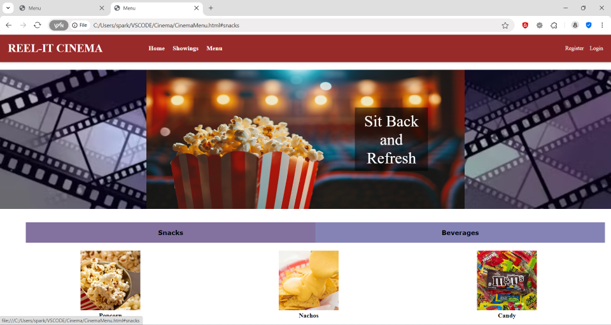 Menu
Menu
File
C:/Users/spark/VSCODE/Cinema/CinemaMenu.html#snacks
REEL-IT CINEMA
Home Showings Menu
Register Login
Sit Back
and
Refresh
Snacks Beverages
m&m's
Popcorn Nachos Candy
file:///C:/Users/spark/VSCODE/Cinema/CinemaMenu.html#snacks